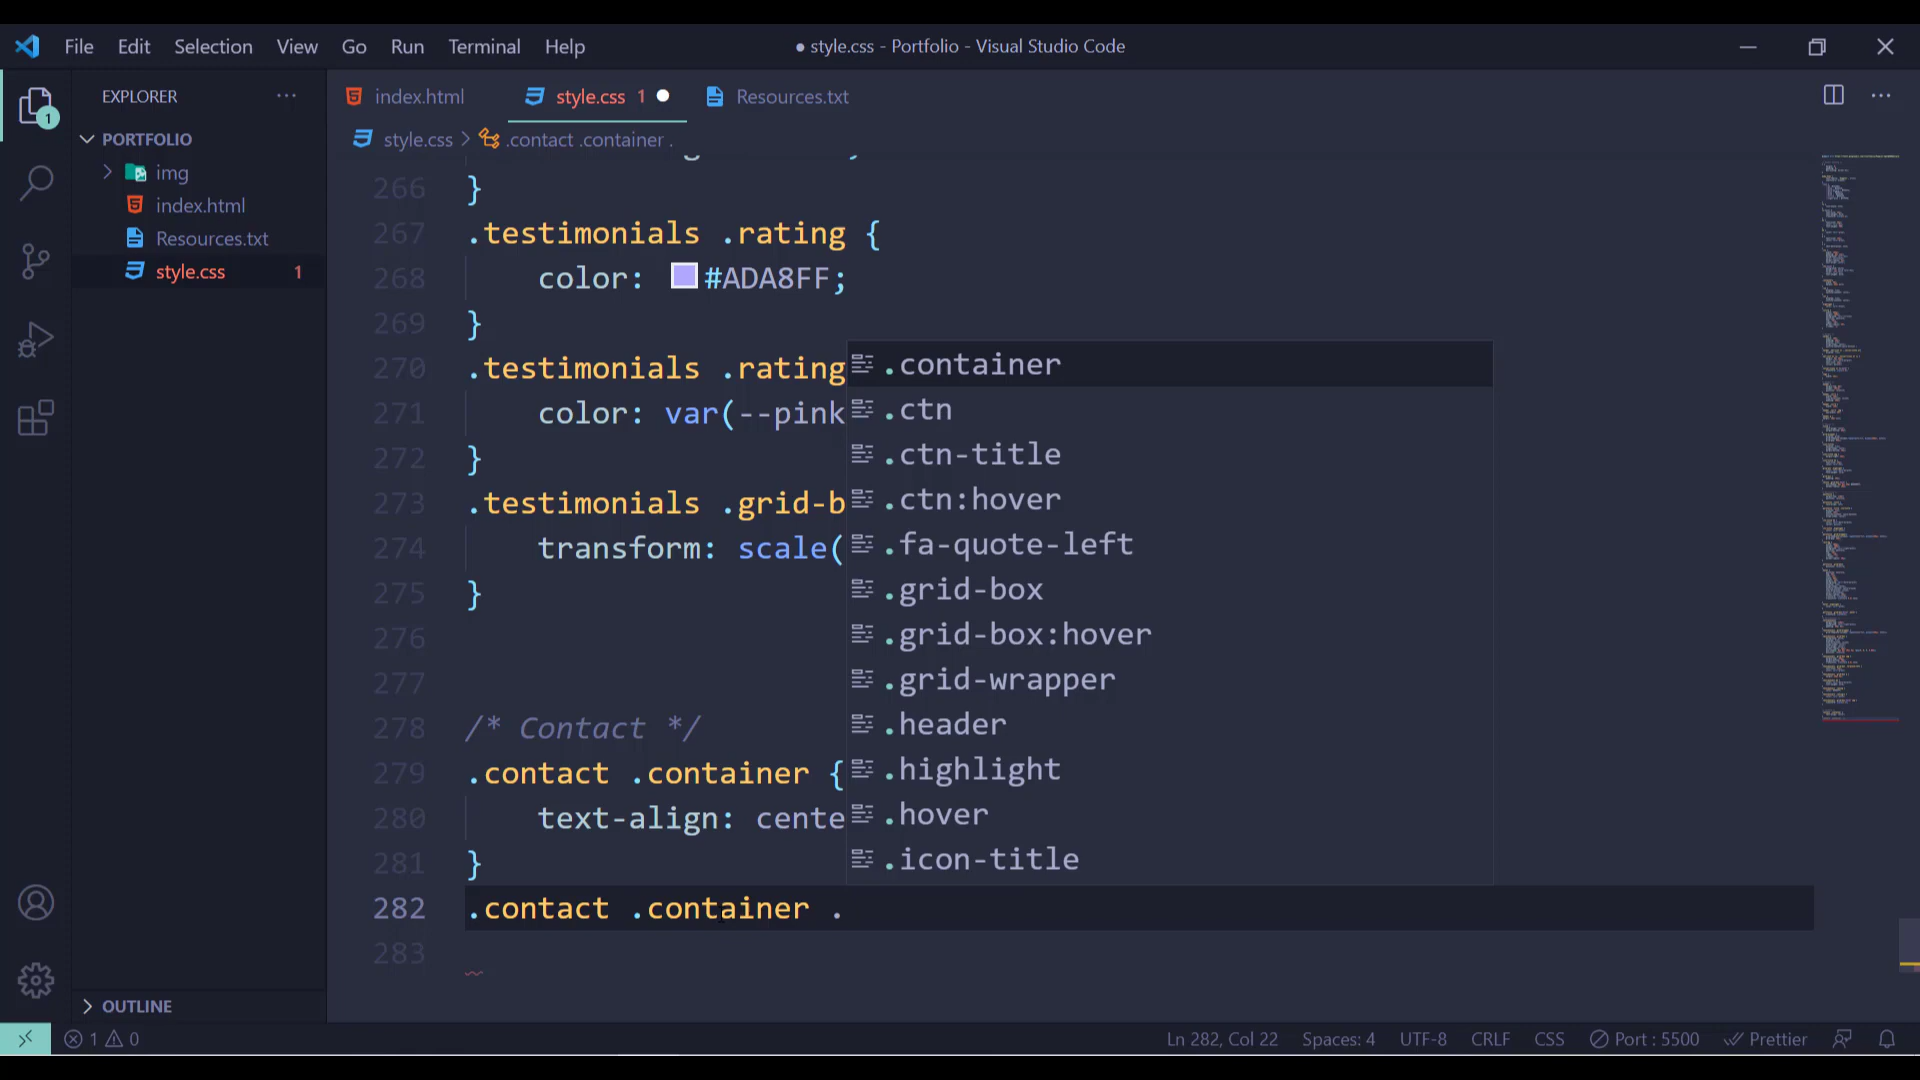 File Edit Selection View Go Run Terminal Help
● style.css - Portfolio - Visual Studio Code
EXPLORER ...
index.html
style.css 1 ●
Resources.txt
PORTFOLIO
style.css > .contact .container .
img
index.html
Resources.txt
style.css 1
266 }
267 .testimonials .rating {
268 color: #ADA8FF;
269 }
270 .testimonials .rating
271 color: var(--pink
272 }
273 .testimonials .grid-b
274 transform: scale(
275 }
276
277
278 /* Contact */
279 .contact .container {
280 text-align: cente
281 }
282 .contact .container .
283
.container
.ctn
.ctn-title
.ctn:hover
.fa-quote-left
.grid-box
.grid-box:hover
.grid-wrapper
.header
.highlight
.hover
.icon-title
OUTLINE
1 0
Ln 282, Col 22 Spaces: 4 UTF-8 CRLF CSS Port : 5500 Prettier
1